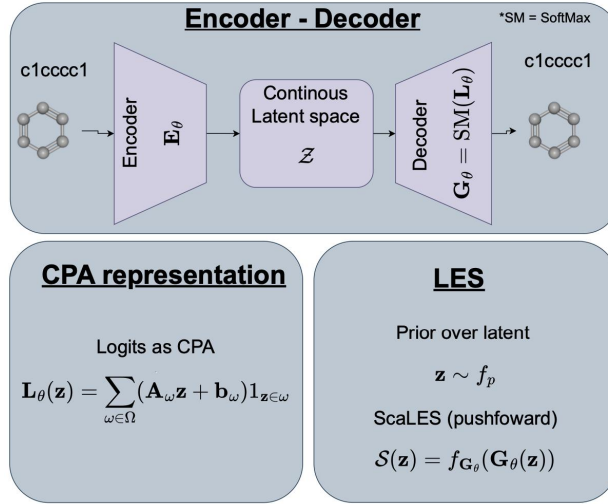 Encoder - Decoder
*SM = SoftMax
c1cccc1
c1cccc1
Encoder
E_θ
Continous
Latent space
𝒵
Decoder
G_θ = SM(L_θ)
CPA representation
Logits as CPA
L_θ(z) = ∑_{ω∈Ω} (A_ω z + b_ω)1_{z∈ω}
LES
Prior over latent
z ∼ f_p
ScaLES (pushfoward)
𝒮(z) = f_{G_θ}(G_θ(z))